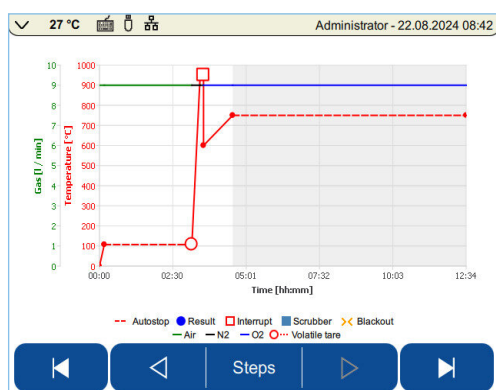 27 °C
Administrator - 22.08.2024 08:42
Gas [l / min]
10
9
8
7
6
5
4
3
2
1
0
Temperature [°C]
1000
900
800
700
600
500
400
300
200
100
0
00:00 02:30 05:01 07:32 10:03 12:34
Time [hh:mm]
Autostop Result Interrupt Scrubber Blackout
Air N2 O2 Volatile tare
Steps